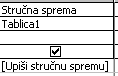 Stručna sprema
Tablica1
[Upiši stručnu spremu]